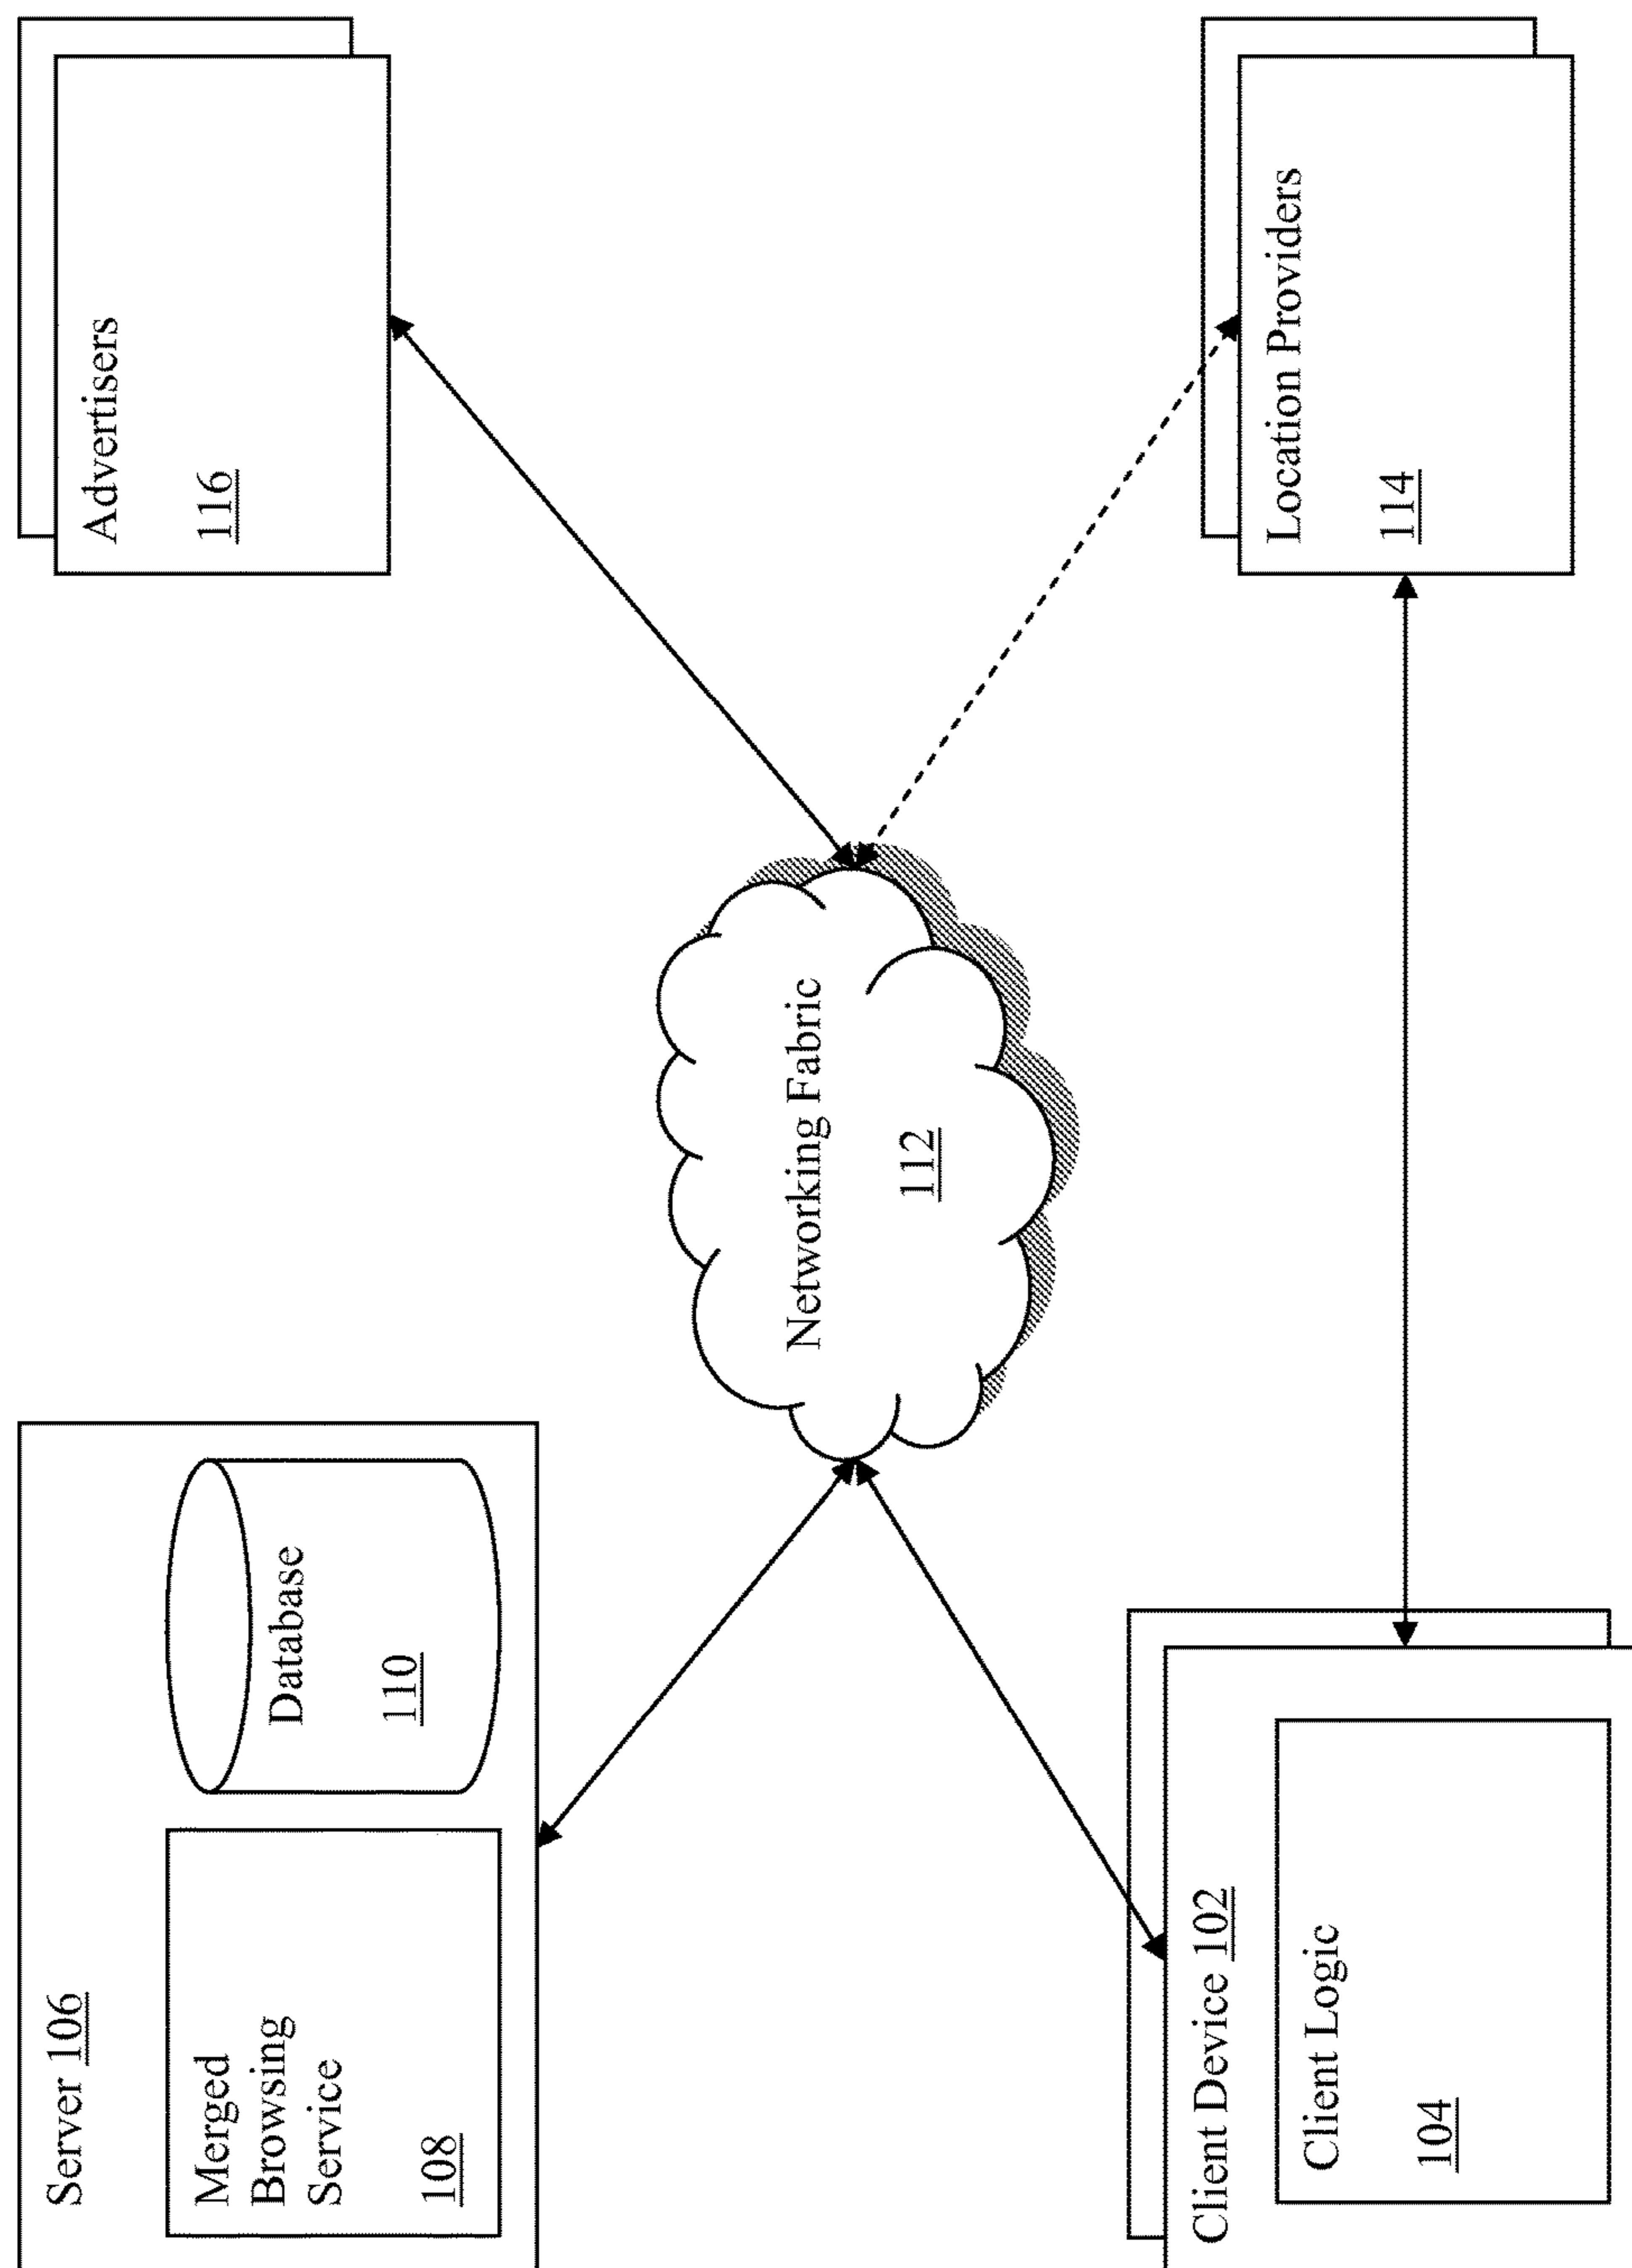 Server 106
Merged
Browsing
Service
108
Database
110
Advertisers
116
Networking Fabric
112
Client Device 102
Client Logic
104
Location Providers
114